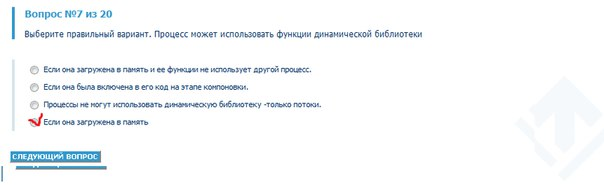 Вопрос №7 из 20
Выберите правильный вариант. Процесс может использовать функции динамической библиотеки
Если она загружена в память и ее функции не использует другой процесс.
Если она была включена в его код на этапе компоновки.
Процессы не могут использовать динамическую библиотеку -только потоки.
Если она загружена в память
СЛЕДУЮЩИЙ ВОПРОС